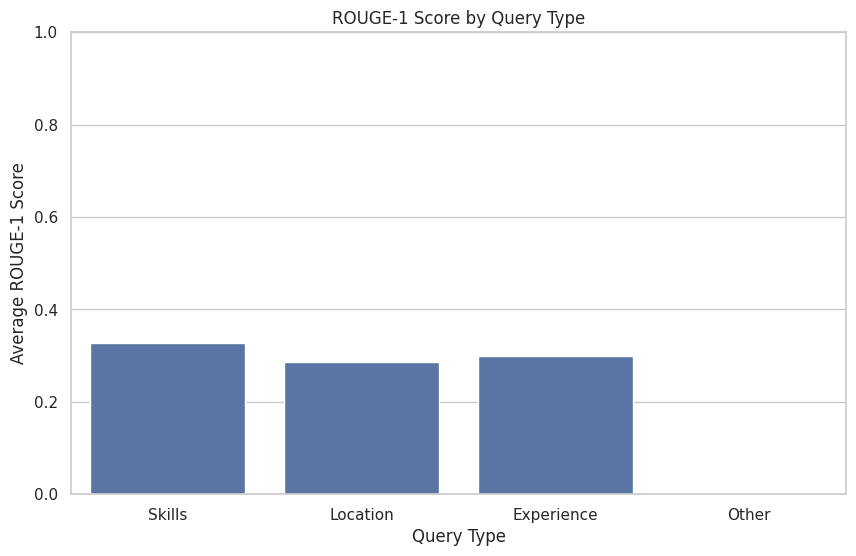 ROUGE-1 Score by Query Type
1.0
0.8
0.6
0.4
0.2
0.0
Average ROUGE-1 Score
Skills
Location
Experience
Other
Query Type